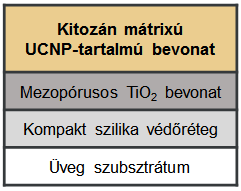 Kitozán mátrixú
UCNP-tartalmú bevonat
Mezopórusos TiO₂ bevonat
Kompakt szilika védőréteg
Üveg szubsztrátum